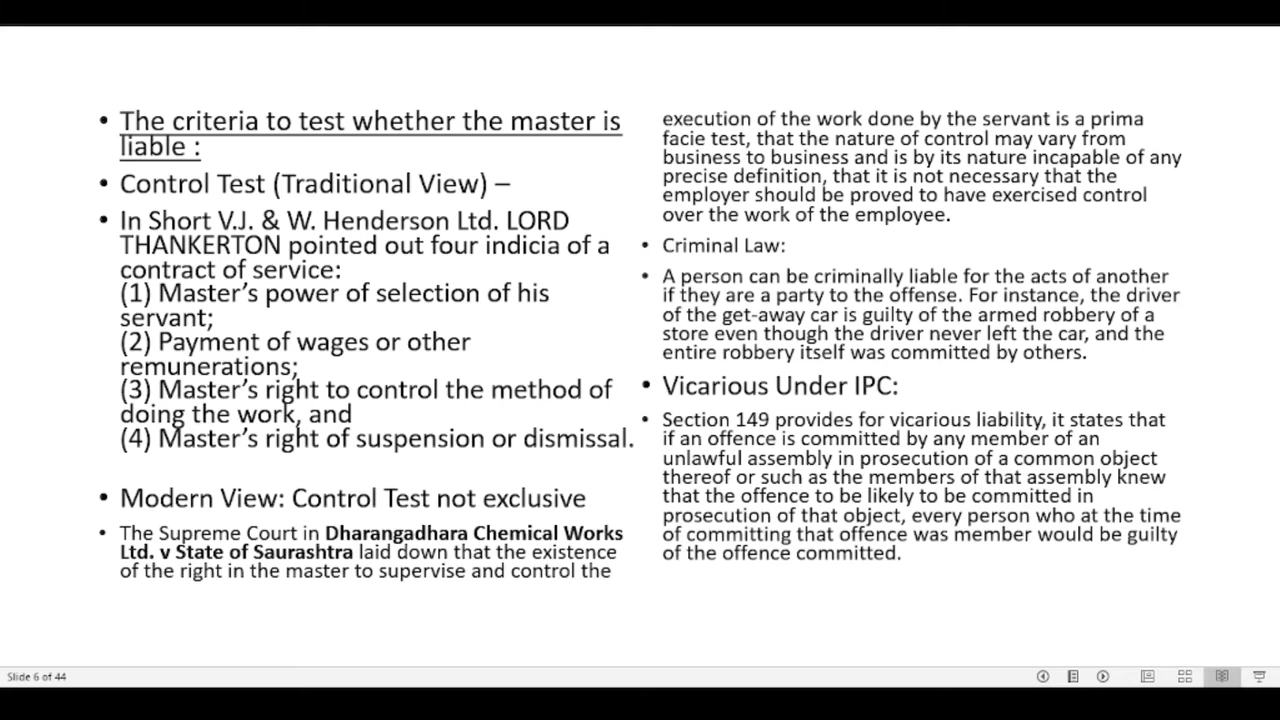 • The criteria to test whether the master is
liable :
• Control Test (Traditional View) –
• In Short V.J. & W. Henderson Ltd. LORD
THANKERTON pointed out four indicia of a
contract of service:
(1) Master’s power of selection of his
servant;
(2) Payment of wages or other
remunerations;
(3) Master’s right to control the method of
doing the work, and
(4) Master’s right of suspension or dismissal.
• Modern View: Control Test not exclusive
• The Supreme Court in Dharangadhara Chemical Works
Ltd. v State of Saurashtra laid down that the existence
of the right in the master to supervise and control the
execution of the work done by the servant is a prima
facie test, that the nature of control may vary from
business to business and is by its nature incapable of any
precise definition, that it is not necessary that the
employer should be proved to have exercised control
over the work of the employee.
• Criminal Law:
• A person can be criminally liable for the acts of another
if they are a party to the offense. For instance, the driver
of the get-away car is guilty of the armed robbery of a
store even though the driver never left the car, and the
entire robbery itself was committed by others.
• Vicarious Under IPC:
• Section 149 provides for vicarious liability, it states that
if an offence is committed by any member of an
unlawful assembly in prosecution of a common object
thereof or such as the members of that assembly knew
that the offence to be likely to be committed in
prosecution of that object, every person who at the time
of committing that offence was member would be guilty
of the offence committed.
Slide 6 of 44